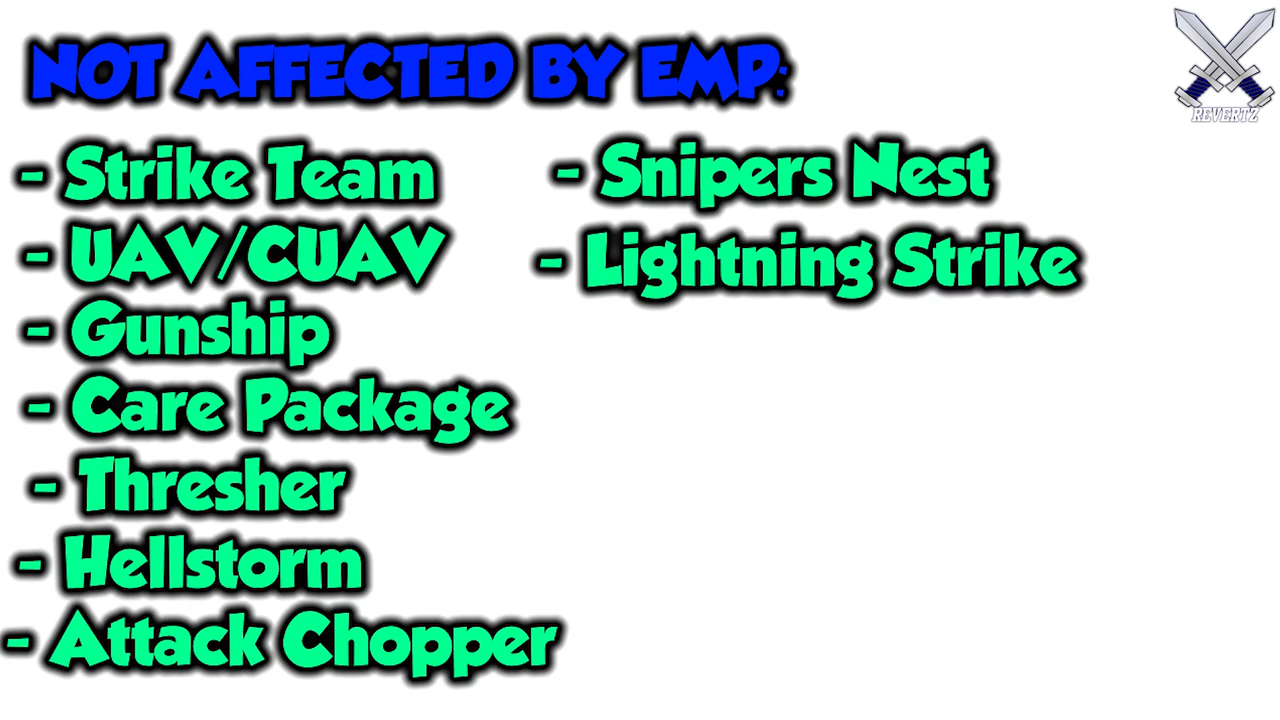 NOT AFFECTED BY EMP:
- Strike Team
- UAV/CUAV
- Gunship
- Care Package
- Thresher
- Hellstorm
- Attack Chopper
- Snipers Nest
- Lightning Strike
REVERTZ